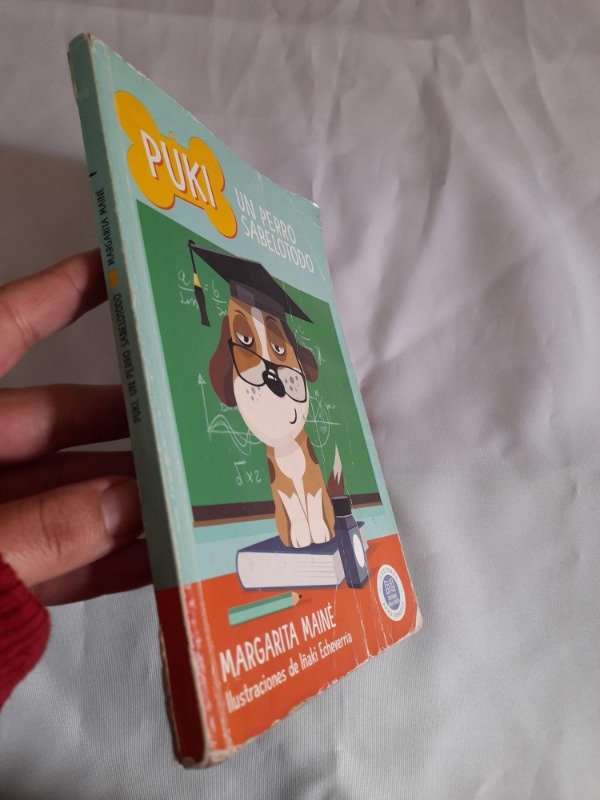 PUKI
UN PERRO
SABELOTODO
MARGARITA MAINÉ
Ilustraciones de Iñaki Echeverría
PUKI, UN PERRO SABELOTODO MARGARITA MAINÉ